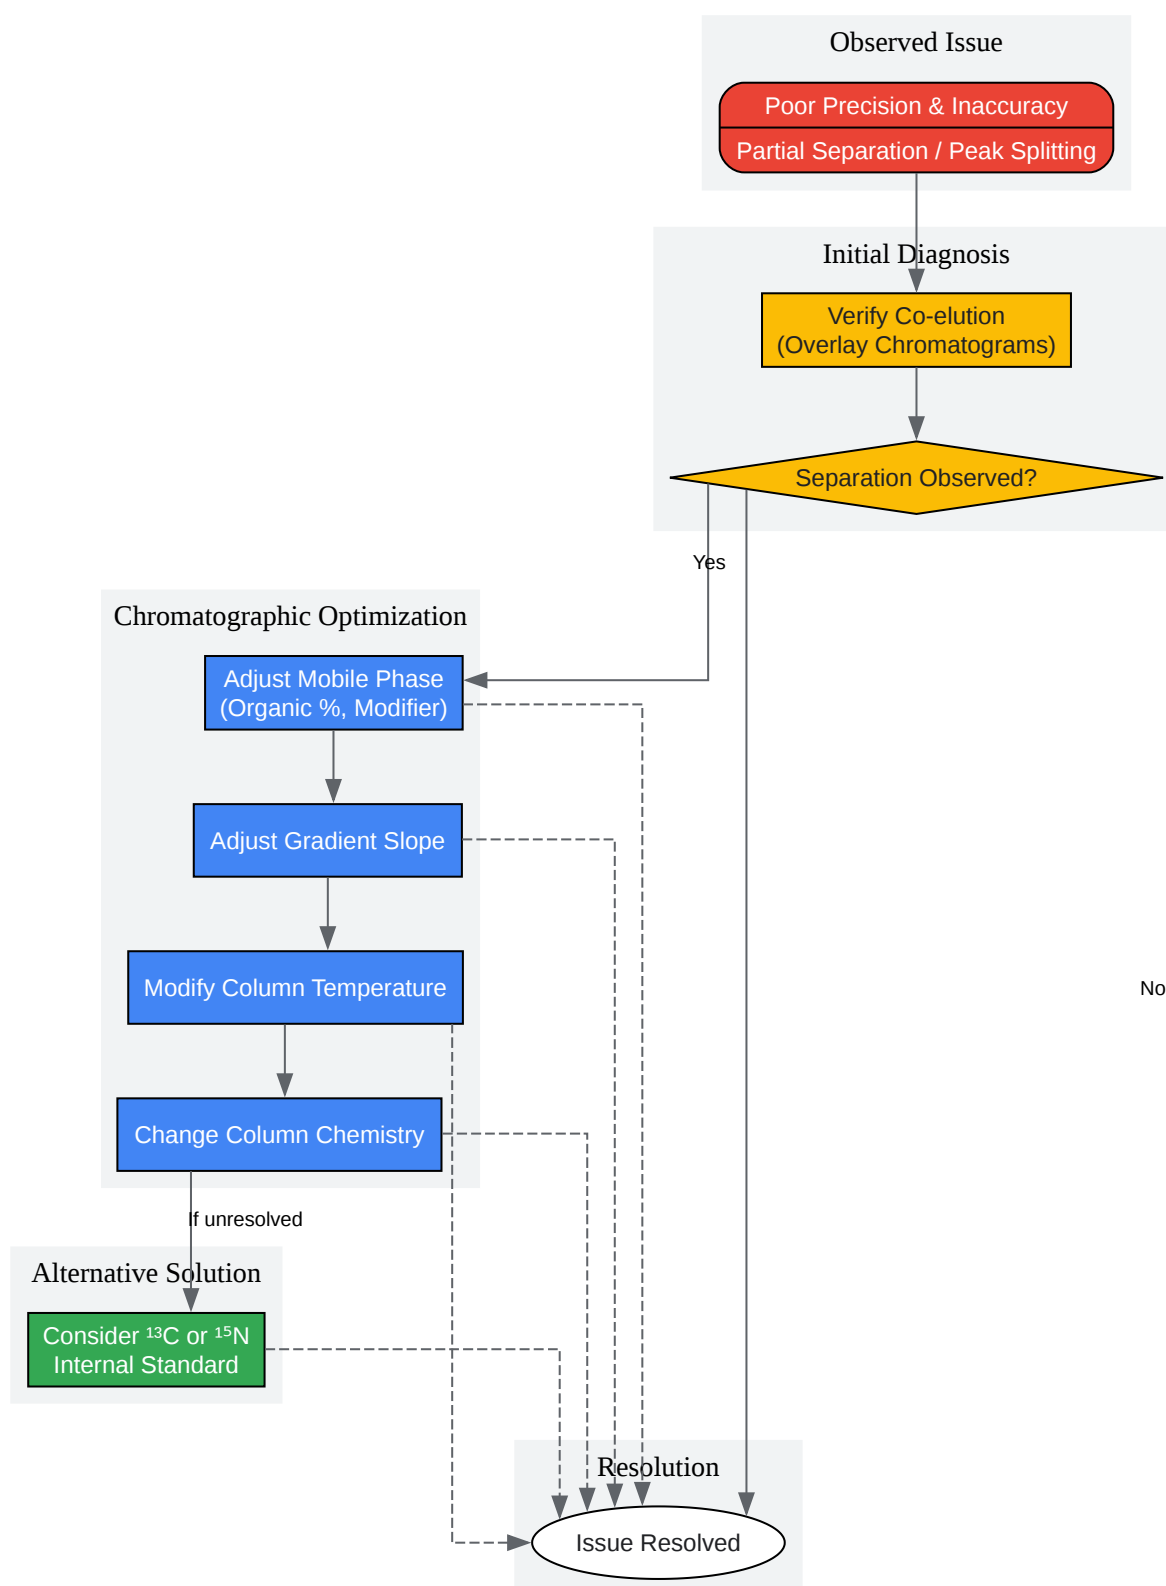 Observed Issue
Poor Precision & Inaccuracy
Partial Separation / Peak Splitting
Initial Diagnosis
Verify Co-elution
(Overlay Chromatograms)
Separation Observed?
Yes
Chromatographic Optimization
Adjust Mobile Phase
(Organic %, Modifier)
Adjust Gradient Slope
Modify Column Temperature
No
Change Column Chemistry
If unresolved
Alternative Solution
Consider ¹³C or ¹⁵N
Internal Standard
Resolution
Issue Resolved